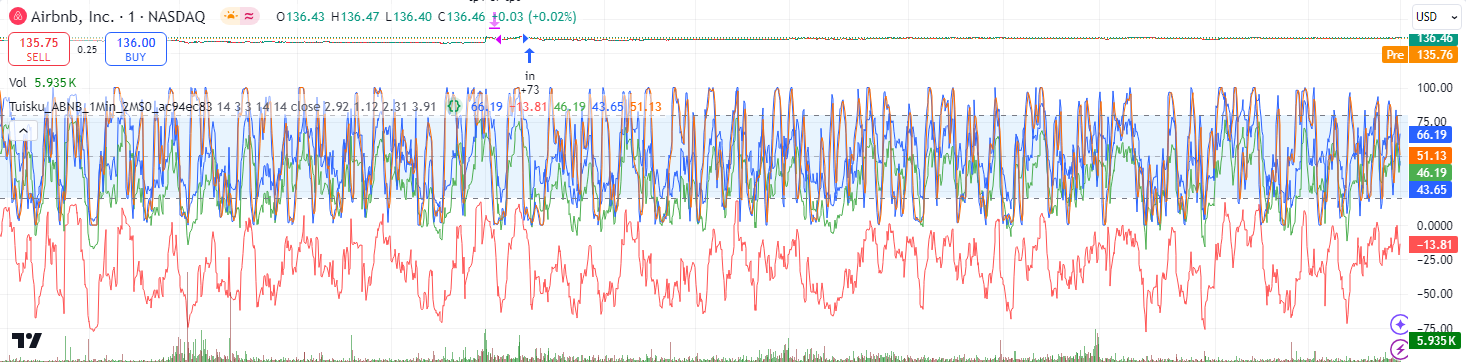 Airbnb, Inc. · 1 · NASDAQ O136.43 H136.47 L136.40 C136.46 +0.03 (+0.02%)
USD
135.75 SELL
0.25
136.00 BUY
136.46
Pre 135.76
in
+73
Vol 5.935K
Tuisku_ABNB_1Min_2M$0_ac94ec83 14 3 3 14 14 close 2.92 1.12 2.31 3.91 66.19 −13.81 46.19 43.65 51.13
100.00
75.00
66.19
51.13
46.19
43.65
0.0000
−13.81
−25.00
−50.00
−75.00
5.935K